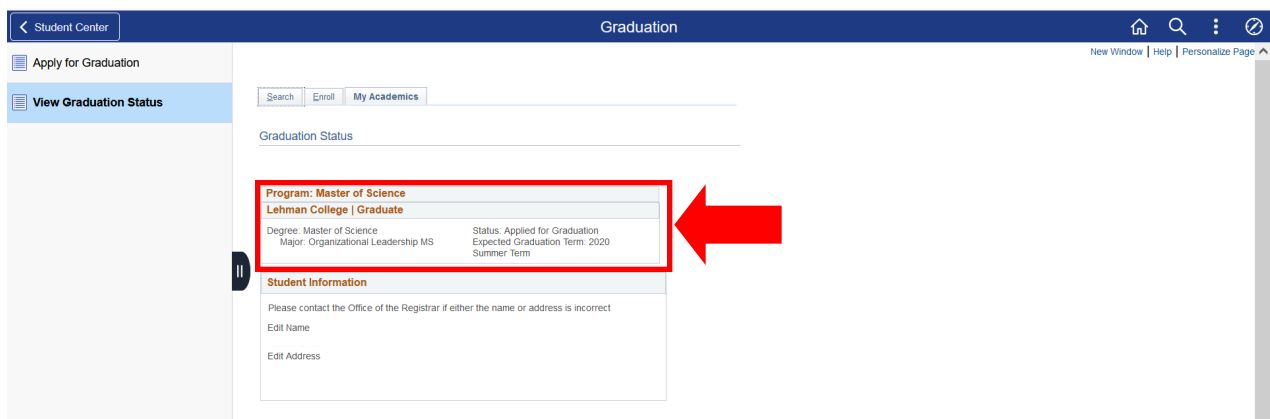 Student Center
Graduation
New Window | Help | Personalize Page
Apply for Graduation
View Graduation Status
Search Enroll My Academics
Graduation Status
Program: Master of Science
Lehman College | Graduate
Degree: Master of Science
Major: Organizational Leadership MS
Status: Applied for Graduation
Expected Graduation Term: 2020
Summer Term
Student Information
Please contact the Office of the Registrar if either the name or address is incorrect
Edit Name
Edit Address